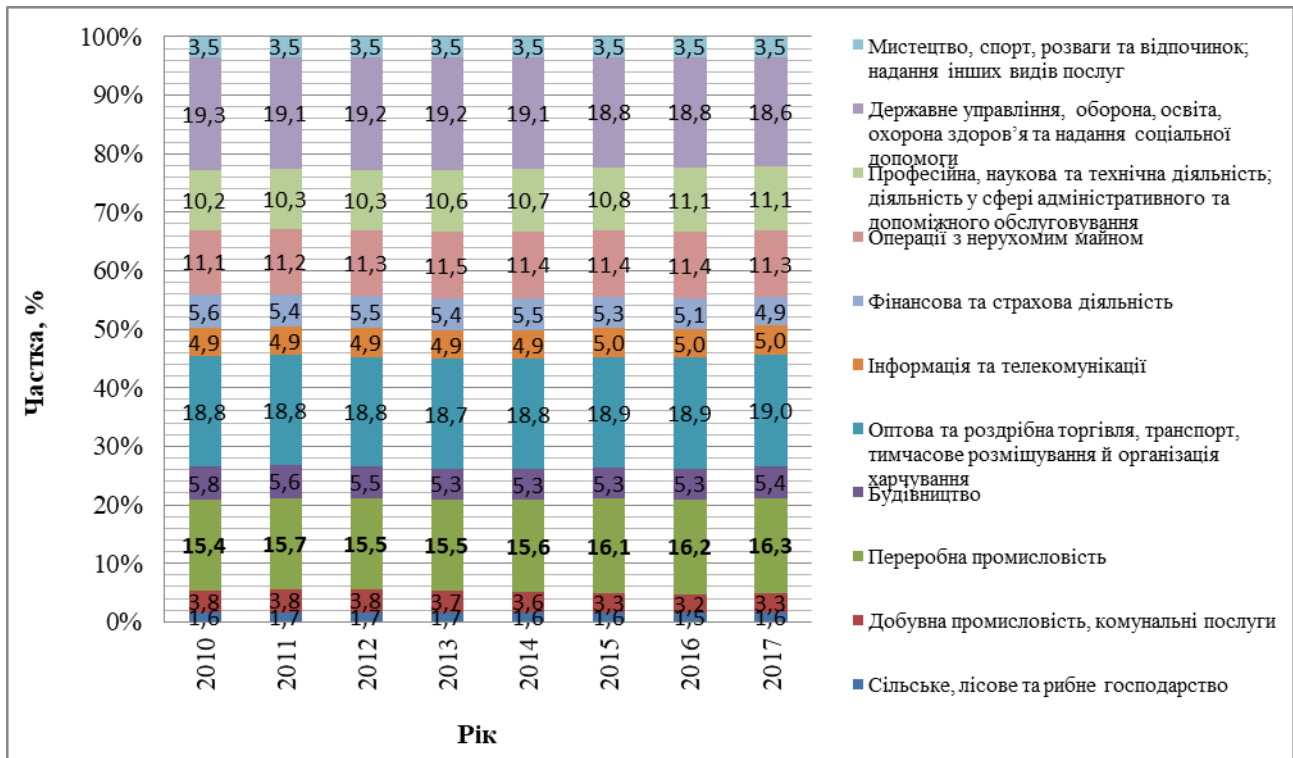 100%
90%
80%
70%
60%
50%
40%
30%
20%
10%
0%
Частка, %
3,5 3,5 3,5 3,5 3,5 3,5 3,5 3,5
19,3 19,1 19,2 19,2 19,1 18,8 18,8 18,6
10,2 10,3 10,3 10,6 10,7 10,8 11,1 11,1
11,1 11,2 11,3 11,5 11,4 11,4 11,4 11,3
5,6 5,4 5,5 5,4 5,5 5,3 5,1 4,9
4,9 4,9 4,9 4,9 4,9 5,0 5,0 5,0
18,8 18,8 18,8 18,7 18,8 18,9 18,9 19,0
5,8 5,6 5,5 5,3 5,3 5,3 5,3 5,4
15,4 15,7 15,5 15,5 15,6 16,1 16,2 16,3
3,8 3,8 3,8 3,7 3,6 3,3 3,2 3,3
1,6 1,7 1,7 1,7 1,6 1,6 1,5 1,6
2010 2011 2012 2013 2014 2015 2016 2017
Рік
Мистецтво, спорт, розваги та відпочинок;
надання інших видів послуг
Державне управління, оборона, освіта,
охорона здоров’я та надання соціальної
допомоги
Професійна, наукова та технічна діяльність;
діяльність у сфері адміністративного та
допоміжного обслуговування
Операції з нерухомим майном
Фінансова та страхова діяльність
Інформація та телекомунікації
Оптова та роздрібна торгівля, транспорт,
тимчасове розміщування й організація
харчування
Будівництво
Переробна промисловість
Добувна промисловість, комунальні послуги
Сільське, лісове та рибне господарство